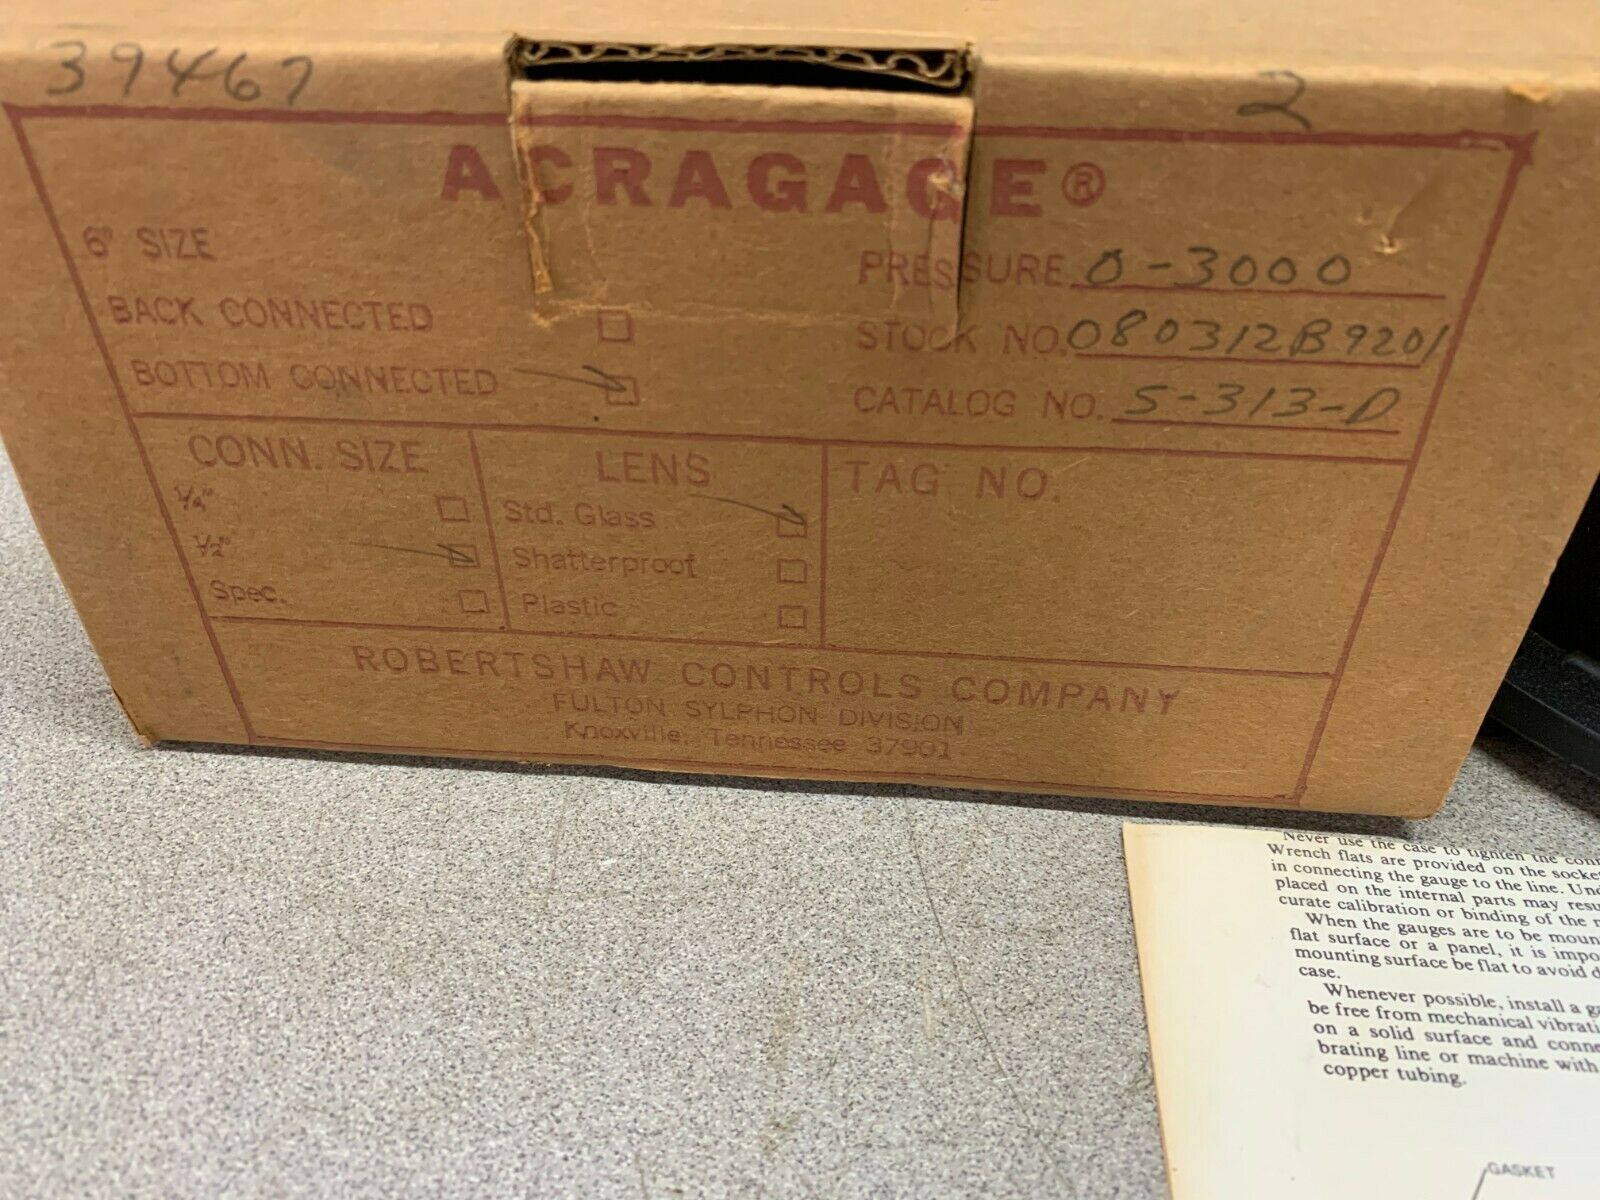 39467
2
ACRAGAGE®
6" SIZE
BACK CONNECTED
BOTTOM CONNECTED
PRESSURE 0-3000
STOCK NO. 080312B9201
CATALOG NO. S-313-D
CONN. SIZE
1/4"
1/2"
Spec.
LENS
Std. Glass
Shatterproof
Plastic
TAG NO.
ROBERTSHAW CONTROLS COMPANY
FULTON SYLPHON DIVISION
Knoxville, Tennessee 37901
Never use the case to tighten the con
Wrench flats are provided on the socke
in connecting the gauge to the line. Und
placed on the internal parts may resu
curate calibration or binding of the
When the gauges are to be moun
flat surface or a panel, it is impo
mounting surface be flat to avoid d
case.
Whenever possible, install a ga
be free from mechanical vibrati
on a solid surface and conne
brating line or machine with
copper tubing.
GASKET